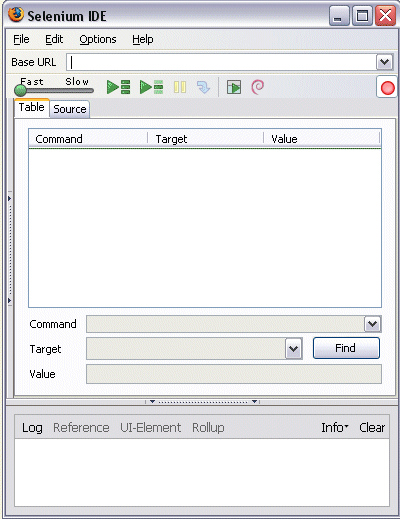 Selenium IDE
File Edit Options Help
Base URL
Fast Slow
Table Source
Command Target Value
Command
Target Find
Value
Log Reference UI-Element Rollup Info Clear